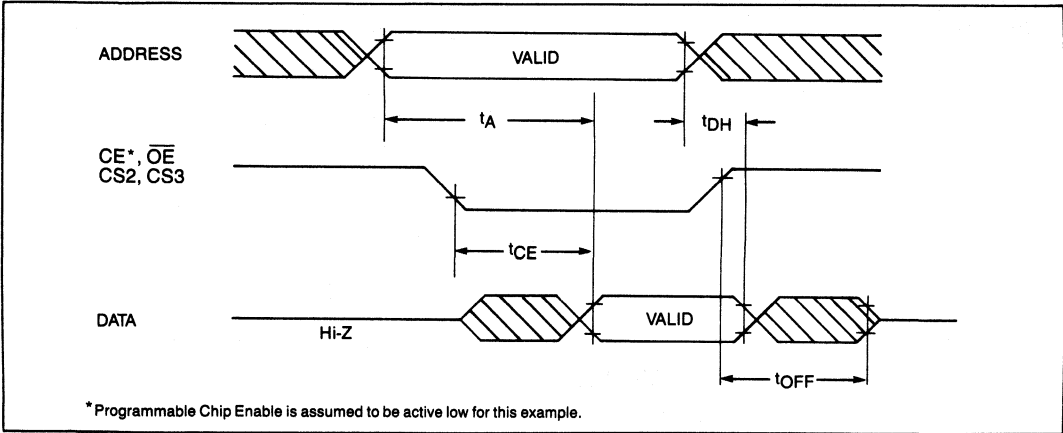 ADDRESS
VALID
tA
tDH
CE*, O̅E̅
CS2, CS3
tCE
DATA
Hi-Z
VALID
tOFF
*Programmable Chip Enable is assumed to be active low for this example.